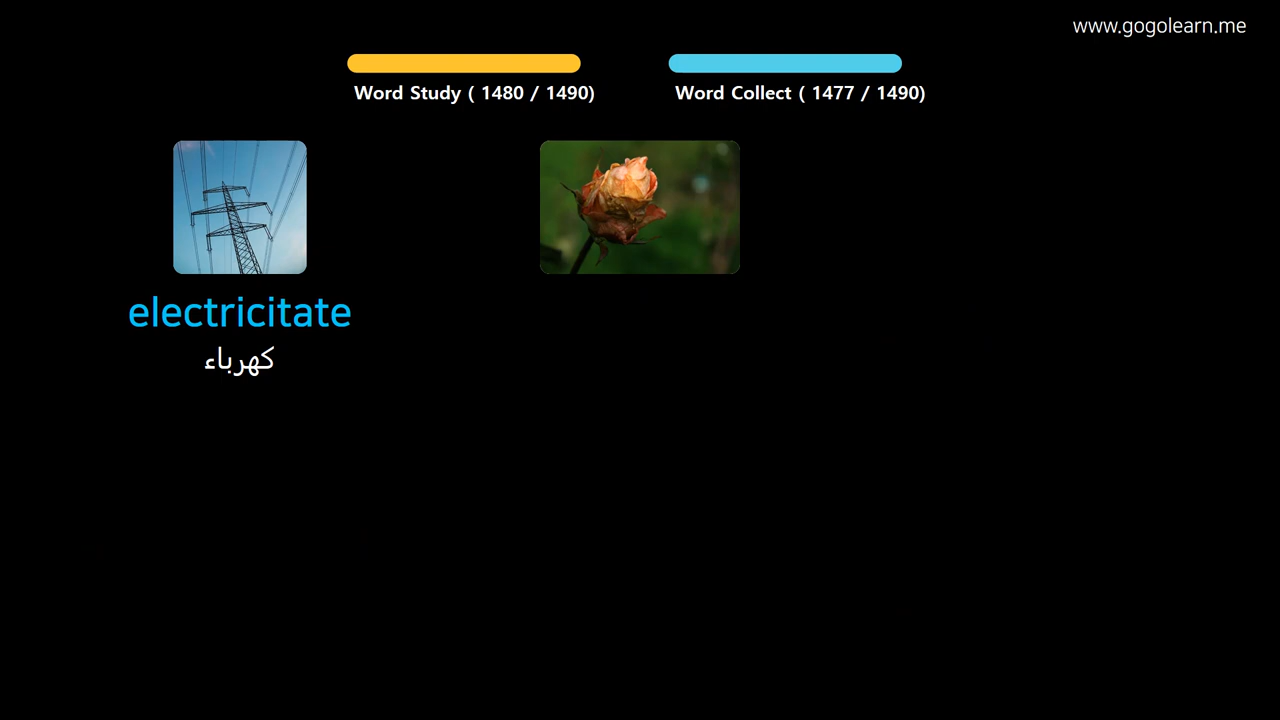 www.gogolearn.me
Word Study ( 1480 / 1490)
Word Collect ( 1477 / 1490)
electricitate
كهرباء